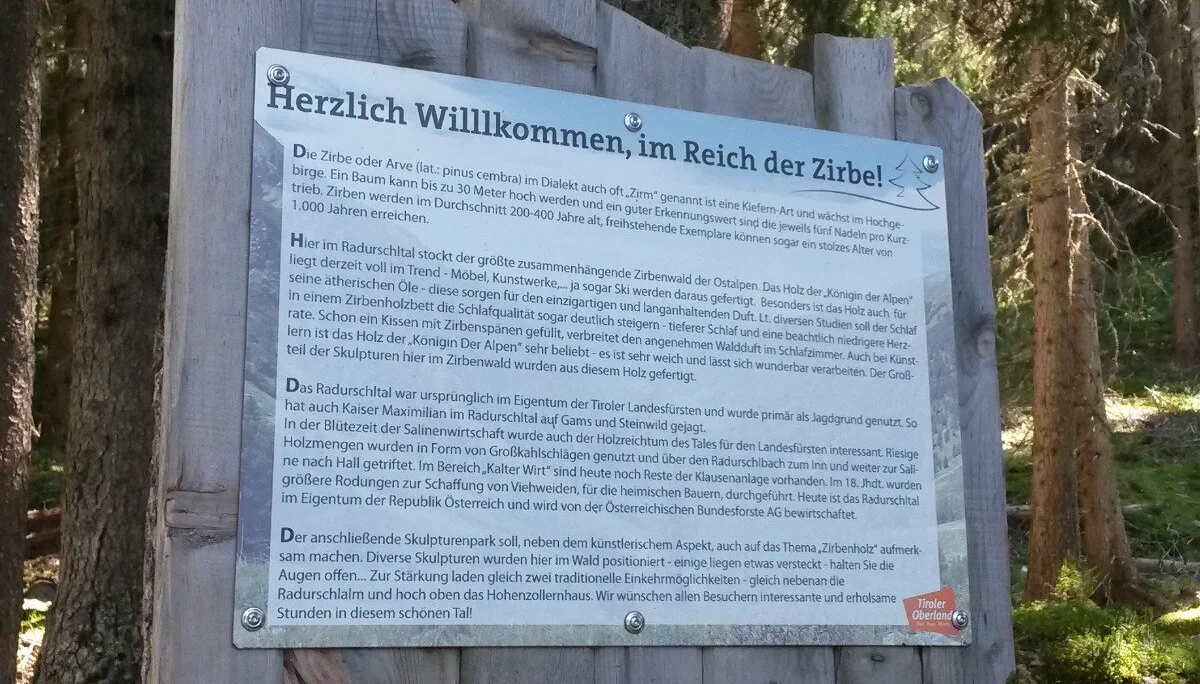 Herzlich Willlkommen, im Reich der Zirbe!
Die Zirbe oder Arve (lat.: pinus cembra) im Dialekt auch oft „Zirm" genannt ist eine Kiefern-Art und wächst im Hochge-
birge. Ein Baum kann bis zu 30 Meter hoch werden und ein guter Erkennungswert sind die jeweils fünf Nadeln pro Kurz-
trieb. Zirben werden im Durchschnitt 200-400 Jahre alt, freihstehende Exemplare können sogar ein stolzes Alter von
1.000 Jahren erreichen.
Hier im Radurschltal stockt der größte zusammenhängende Zirbenwald der Ostalpen. Das Holz der „Königin der Alpen"
liegt derzeit voll im Trend - Möbel, Kunstwerke,... ja sogar Ski werden daraus gefertigt. Besonders ist das Holz auch für
seine ätherischen Öle - diese sorgen für den einzigartigen und langanhaltenden Duft. Lt. diversen Studien soll der Schlaf
in einem Zirbenholzbett die Schlafqualität sogar deutlich steigern - tieferer Schlaf und eine beachtlich niedrigere Herz-
rate. Schon ein Kissen mit Zirbenspänen gefüllt, verbreitet den angenehmen Waldduft im Schlafzimmer. Auch bei Künst-
lern ist das Holz der „Königin Der Alpen" sehr beliebt - es ist sehr weich und lässt sich wunderbar verarbeiten. Der Groß-
teil der Skulpturen hier im Zirbenwald wurden aus diesem Holz gefertigt.
Das Radurschltal war ursprünglich im Eigentum der Tiroler Landesfürsten und wurde primär als Jagdgrund genutzt. So
hat auch Kaiser Maximilian im Radurschtal auf Gams und Steinwild gejagt.
In der Blütezeit der Salinenwirtschaft wurde auch der Holzreichtum des Tales für den Landesfürsten interessant. Riesige
Holzmengen wurden in Form von Großkahlschlägen genutzt und über den Radurschlbach zum Inn und weiter zur Sali-
ne nach Hall getriftet. Im Bereich „Kalter Wirt" sind heute noch Reste der Klausenanlage vorhanden. Im 18. Jhdt. wurden
größere Rodungen zur Schaffung von Viehweiden, für die heimischen Bauern, durchgeführt. Heute ist das Radurschltal
im Eigentum der Republik Österreich und wird von der Österreichischen Bundesforste AG bewirtschaftet.
Der anschließende Skulpturenpark soll, neben dem künstlerischem Aspekt, auch auf das Thema „Zirbenholz" aufmerk-
sam machen. Diverse Skulpturen wurden hier im Wald positioniert - einige liegen etwas versteckt - halten Sie die
Augen offen... Zur Stärkung laden gleich zwei traditionelle Einkehrmöglichkeiten - gleich nebenan die
Radurschlalm und hoch oben das Hohenzollernhaus. Wir wünschen allen Besuchern interessante und erholsame
Stunden in diesem schönen Tal!
Tiroler
Oberland